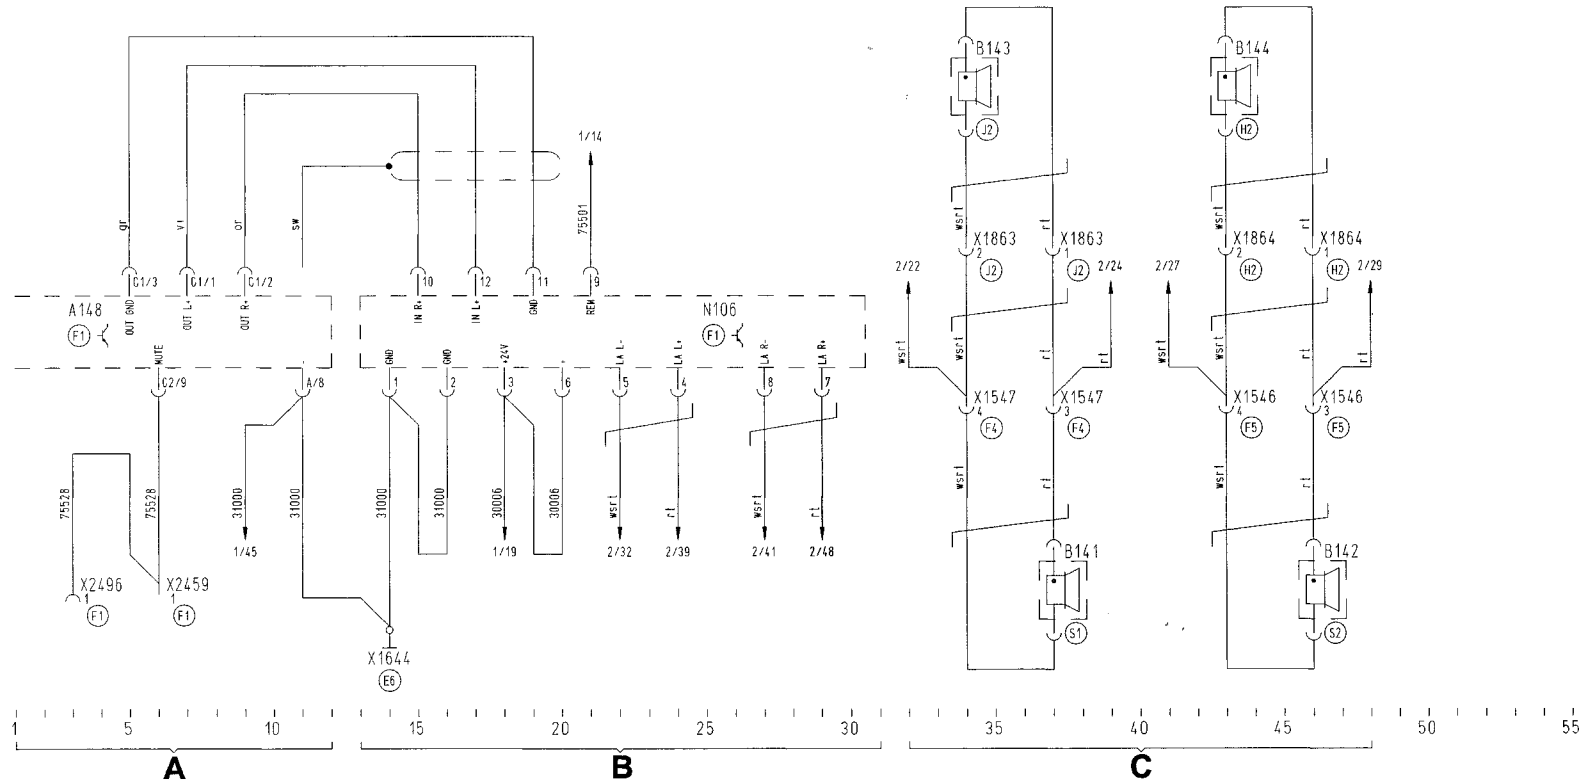 B143
B144
J2
H2
1/14
gr
vi
or
sw
75501
wsrt
rt
wsrt
rt
C1/3
C1/1
C1/2
10
12
11
9
X1863
2
J2
X1863
1
J2
X1864
2
H2
X1864
1
H2
2/22
2/24
2/27
2/29
A148
F1
OUT GND
OUT L+
OUT R+
IN R+
IN L+
GND
REM
N106
F1
MUTE
GND
GND
+24V
LA L-
LA L+
LA R-
LA R+
wsrt
wsrt
rt
rt
wsrt
wsrt
rt
rt
C2/9
A/8
1
2
3
6
5
4
8
7
X1547
4
F4
X1547
3
F4
X1546
4
F5
X1546
3
F5
75528
75528
31000
31000
31000
31000
30006
30006
wsrt
rt
wsrt
rt
wsrt
rt
wsrt
rt
1/45
1/19
2/32
2/39
2/41
2/48
B141
B142
X2496
1
F1
X2459
1
F1
S1
S2
X1644
E6
1 5 10 15 20 25 30 35 40 45 50 55
A B C